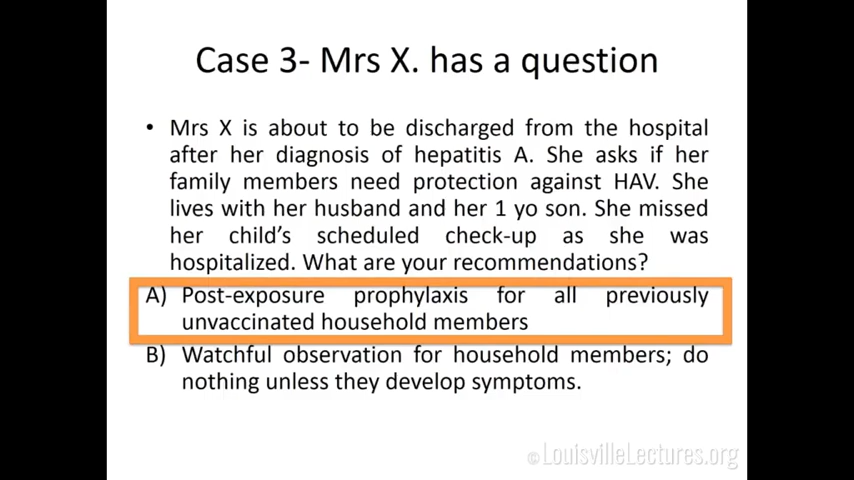 Case 3- Mrs X. has a question
• Mrs X is about to be discharged from the hospital
after her diagnosis of hepatitis A. She asks if her
family members need protection against HAV. She
lives with her husband and her 1 yo son. She missed
her child's scheduled check-up as she was
hospitalized. What are your recommendations?
A) Post-exposure prophylaxis for all previously
unvaccinated household members
B) Watchful observation for household members; do
nothing unless they develop symptoms.
©LouisvilleLectures.org